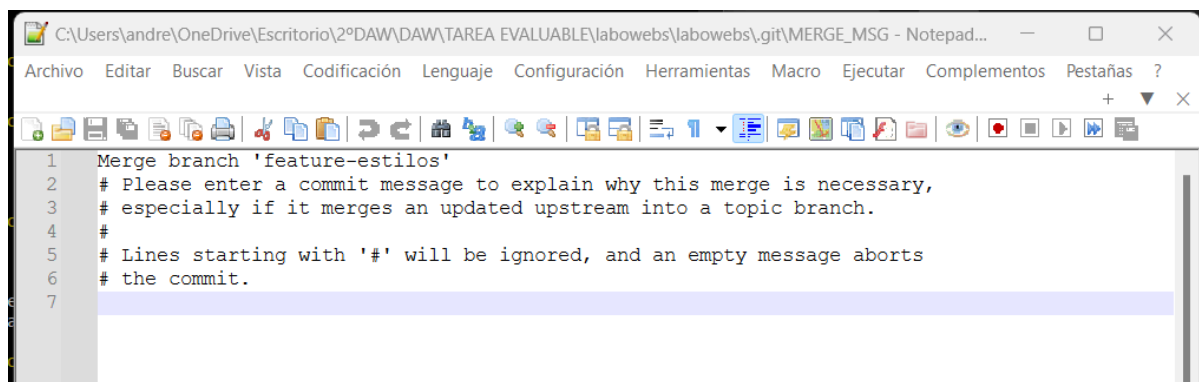 C:\Users\andre\OneDrive\Escritorio\2ºDAW\DAW\TAREA EVALUABLE\labowebs\labowebs\.git\MERGE_MSG - Notepad...
Archivo Editar Buscar Vista Codificación Lenguaje Configuración Herramientas Macro Ejecutar Complementos Pestañas ?
1 Merge branch 'feature-estilos'
2 # Please enter a commit message to explain why this merge is necessary,
3 # especially if it merges an updated upstream into a topic branch.
4 #
5 # Lines starting with '#' will be ignored, and an empty message aborts
6 # the commit.
7